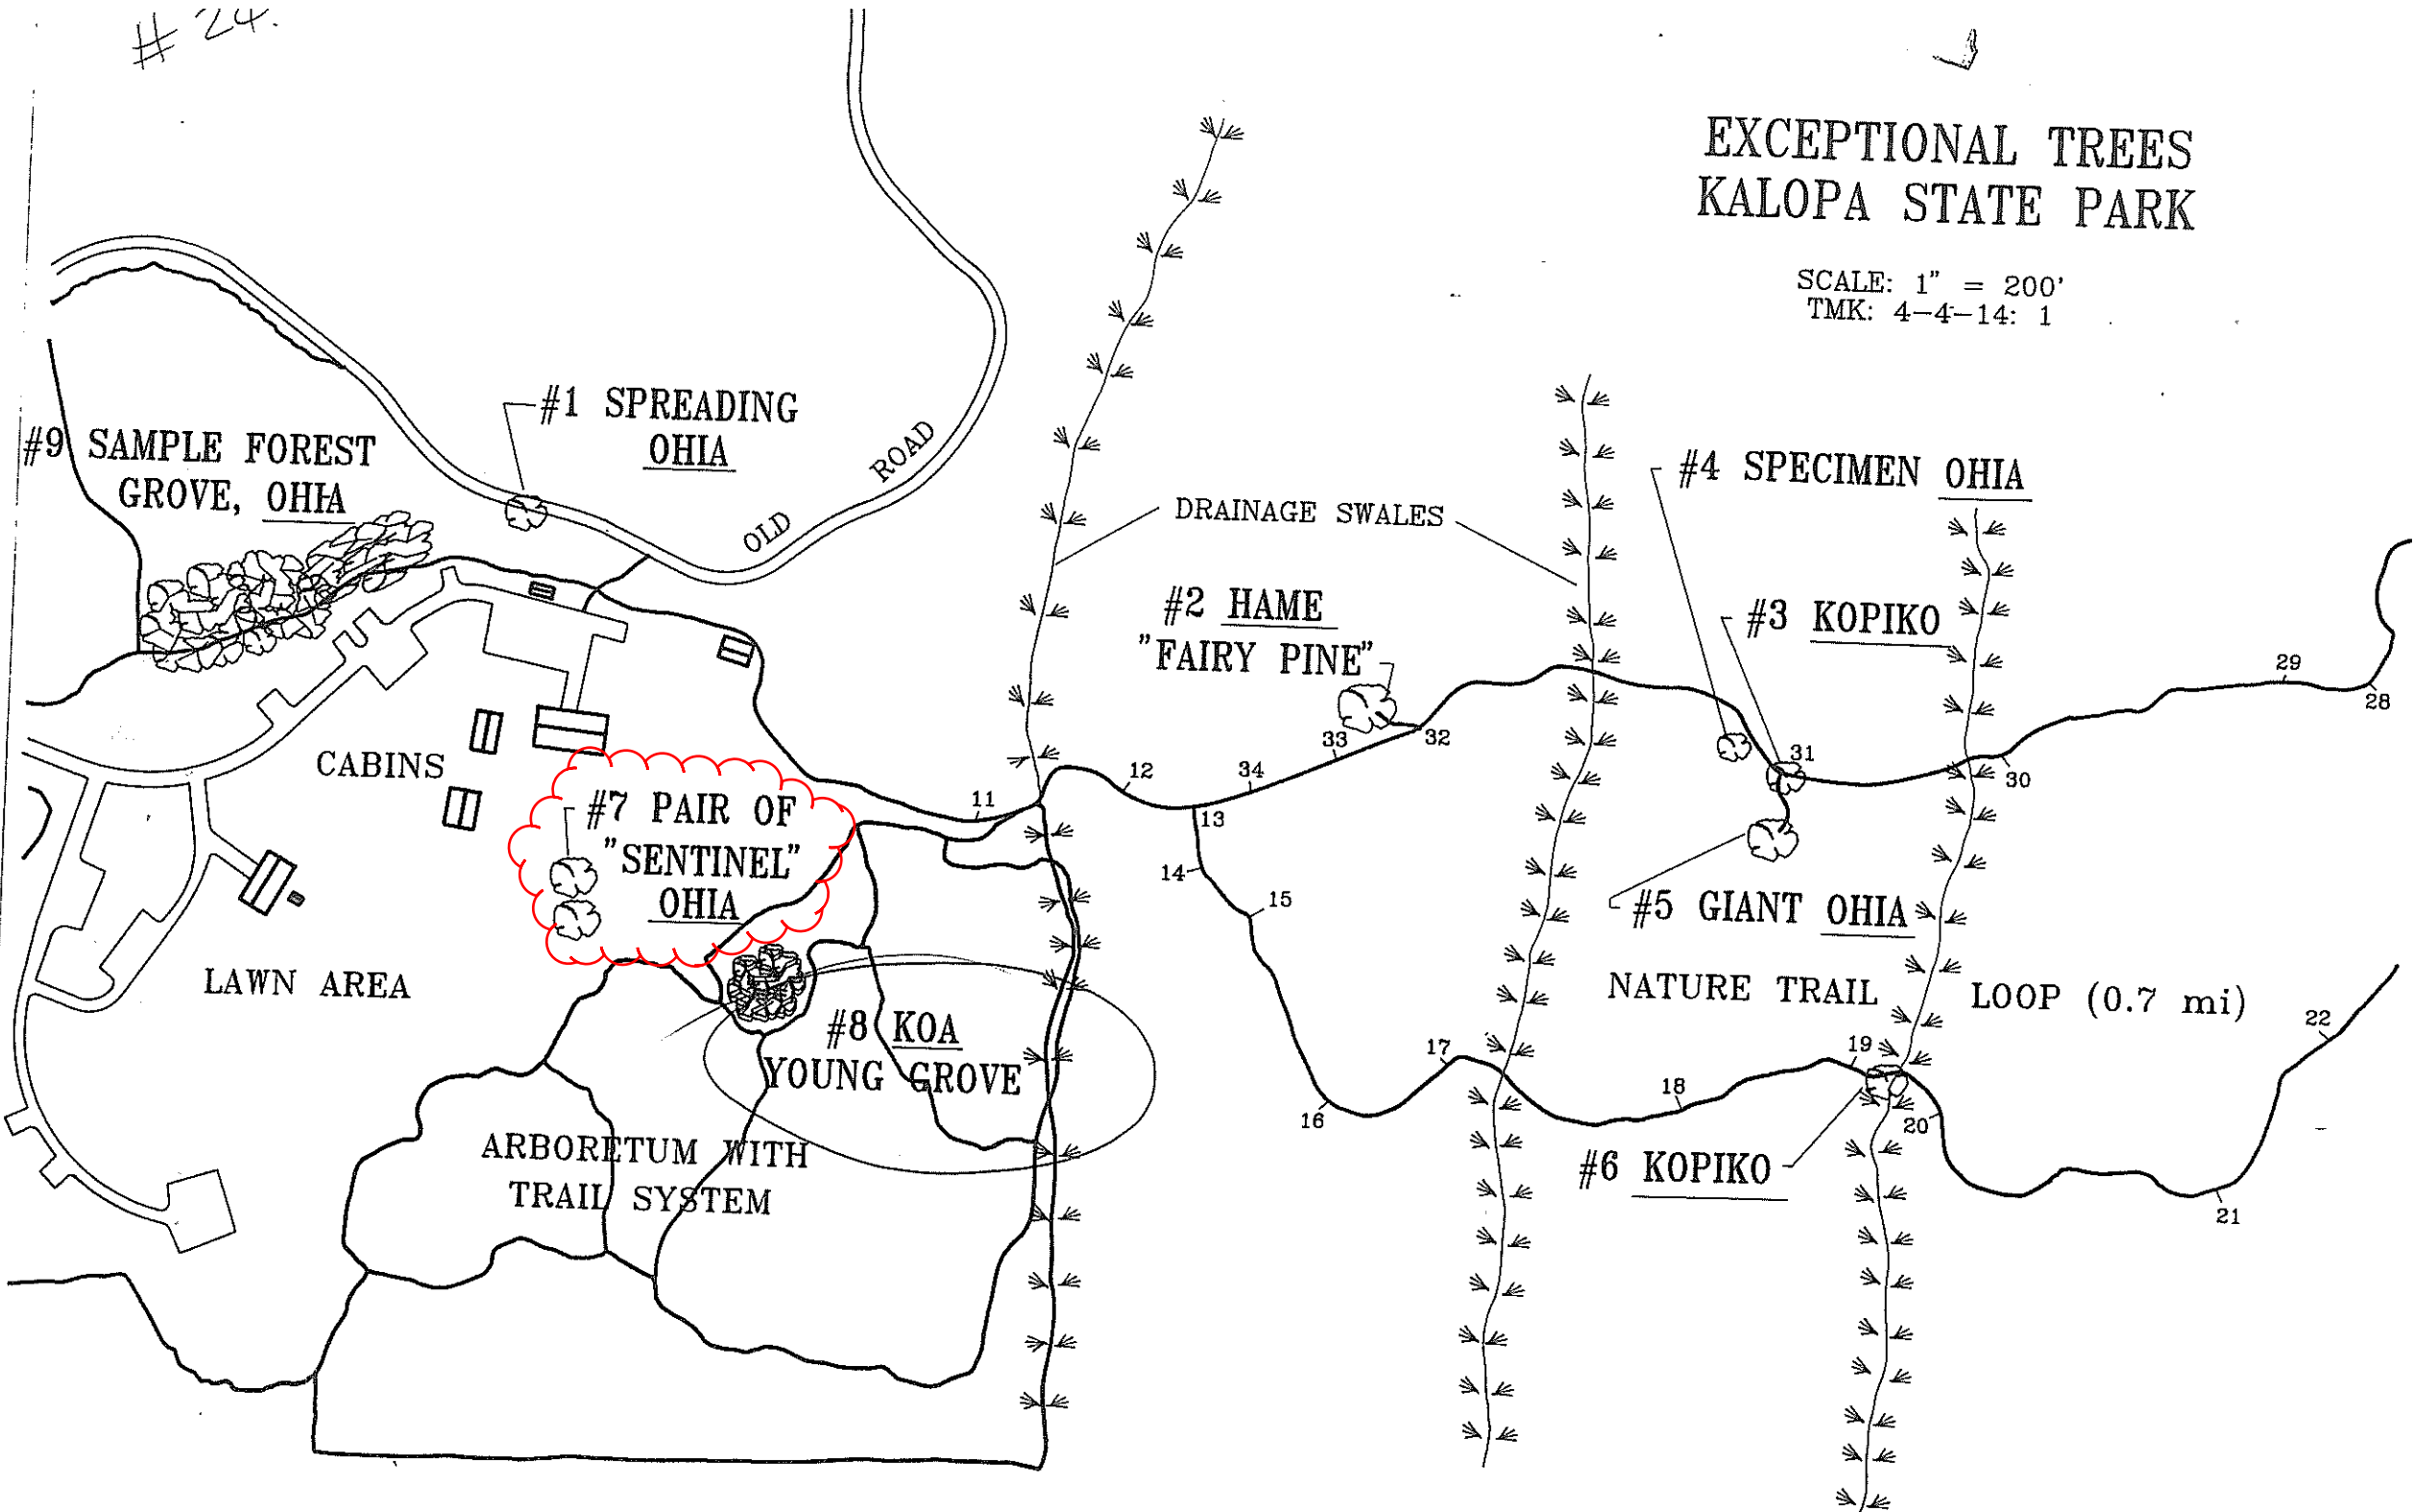 # 24.
EXCEPTIONAL TREES
KALOPA STATE PARK
SCALE: 1" = 200'
TMK: 4-4-14: 1
#1 SPREADING
OHIA
OLD ROAD
#9 SAMPLE FOREST
GROVE, OHIA
DRAINAGE SWALES
#4 SPECIMEN OHIA
#2 HAME
"FAIRY PINE"
#3 KOPIKO
CABINS
#7 PAIR OF
"SENTINEL"
OHIA
11
12
13
34
33
32
31
30
29
28
14
15
#5 GIANT OHIA
LAWN AREA
NATURE TRAIL LOOP (0.7 mi)
#8 KOA
YOUNG GROVE
16
17
18
19
20
21
22
ARBORETUM WITH
TRAIL SYSTEM
#6 KOPIKO